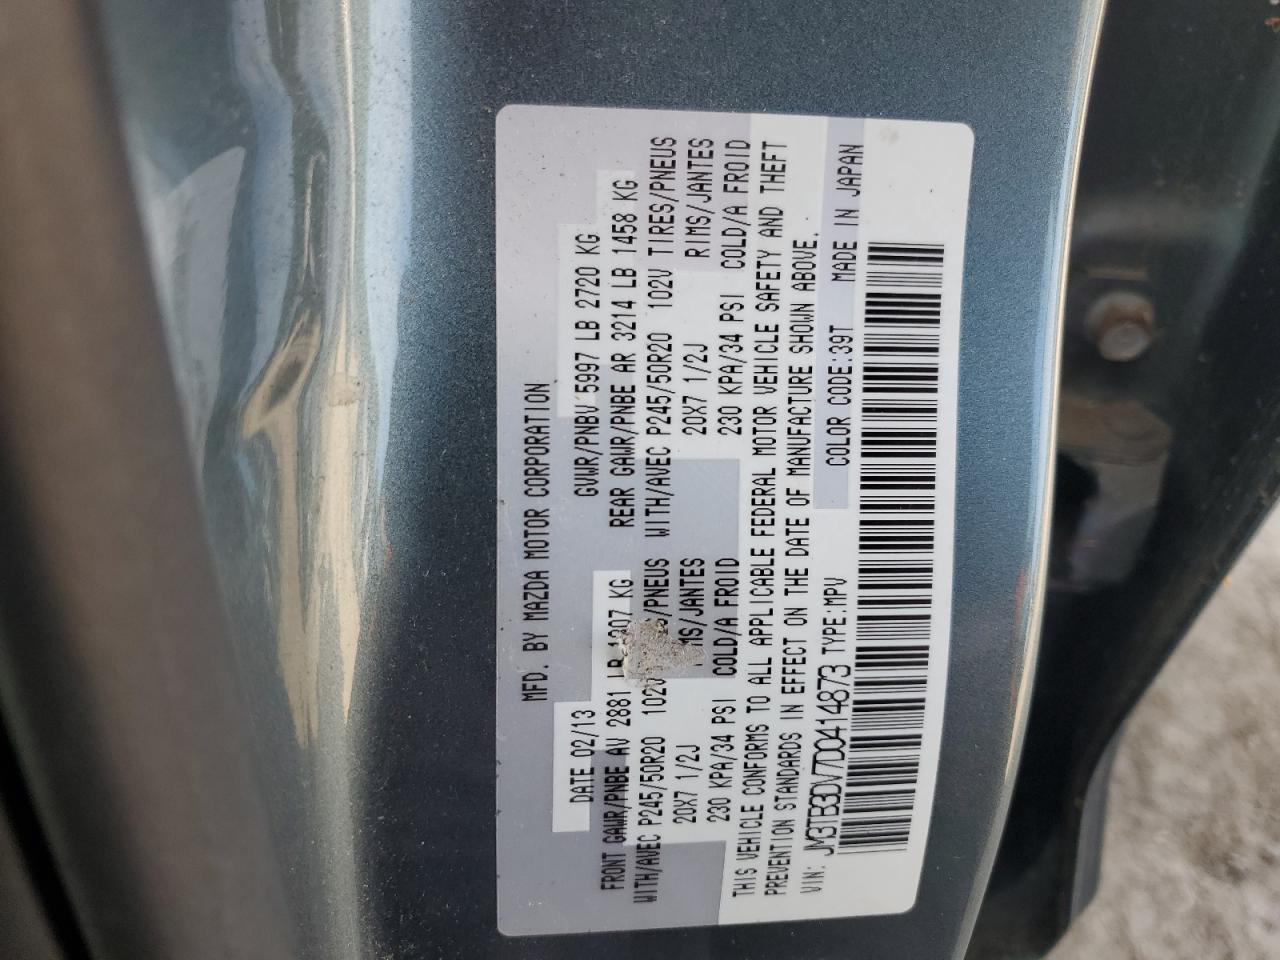 MFD. BY MAZDA MOTOR CORPORATION
DATE 02/13 GVWR/PNBV 5997 LB 2720 KG
FRONT GAWR/PNBE AV 2881 LB 1307 KG REAR GAWR/PNBE AR 3214 LB 1458 KG
WITH/AVEC P245/50R20 102V /PNEUS WITH/AVEC P245/50R20 102V TIRES/PNEUS
20X7 1/2J /JANTES 20X7 1/2J RIMS/JANTES
230 KPA/34 PSI COLD/A FROID 230 KPA/34 PSI COLD/A FROID
THIS VEHICLE CONFORMS TO ALL APPLICABLE FEDERAL MOTOR VEHICLE SAFETY AND THEFT
PREVENTION STANDARDS IN EFFECT ON THE DATE OF MANUFACTURE SHOWN ABOVE.
VIN: JM3TB3DV7D0414873 TYPE:MPV COLOR CODE:39T MADE IN JAPAN